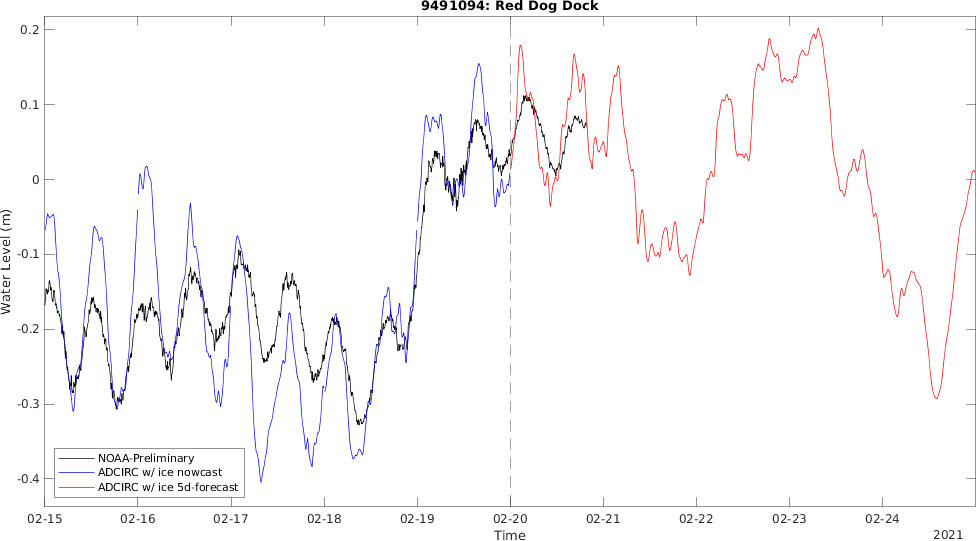 9491094: Red Dog Dock
Water Level (m)
0.2
0.1
0
-0.1
-0.2
-0.3
-0.4
NOAA-Preliminary
ADCIRC w/ ice nowcast
ADCIRC w/ ice 5d-forecast
02-15 02-16 02-17 02-18 02-19 02-20 02-21 02-22 02-23 02-24
Time
2021